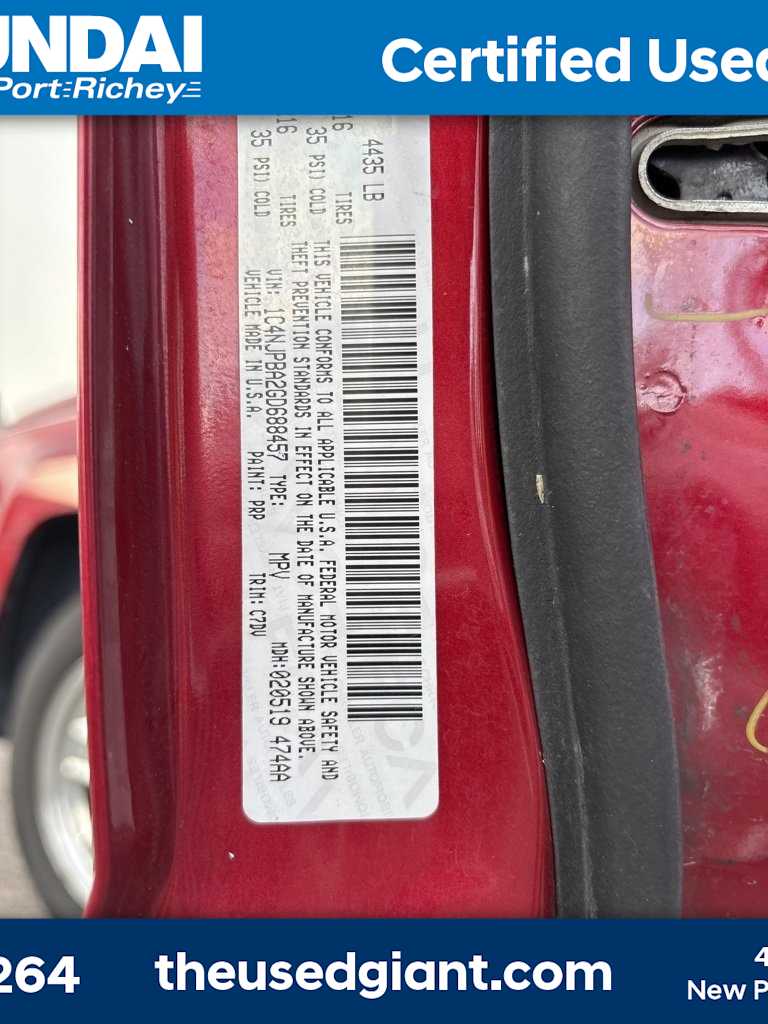 UNDAI
Port Richey
Certified Used
4435 LB
16 TIRES
35 PSI) COLD
16 TIRES
35 PSI) COLD
THIS VEHICLE CONFORMS TO ALL APPLICABLE U.S.A. FEDERAL MOTOR VEHICLE SAFETY AND
THEFT PREVENTION STANDARDS IN EFFECT ON THE DATE OF MANUFACTURE SHOWN ABOVE.
VIN: 1C4NJPBA2GD688457 TYPE: MPV MDH:020519 474AA
VEHICLE MADE IN U.S.A. PAINT: PRP TRIM: C7DV
264
theusedgiant.com
4
New P